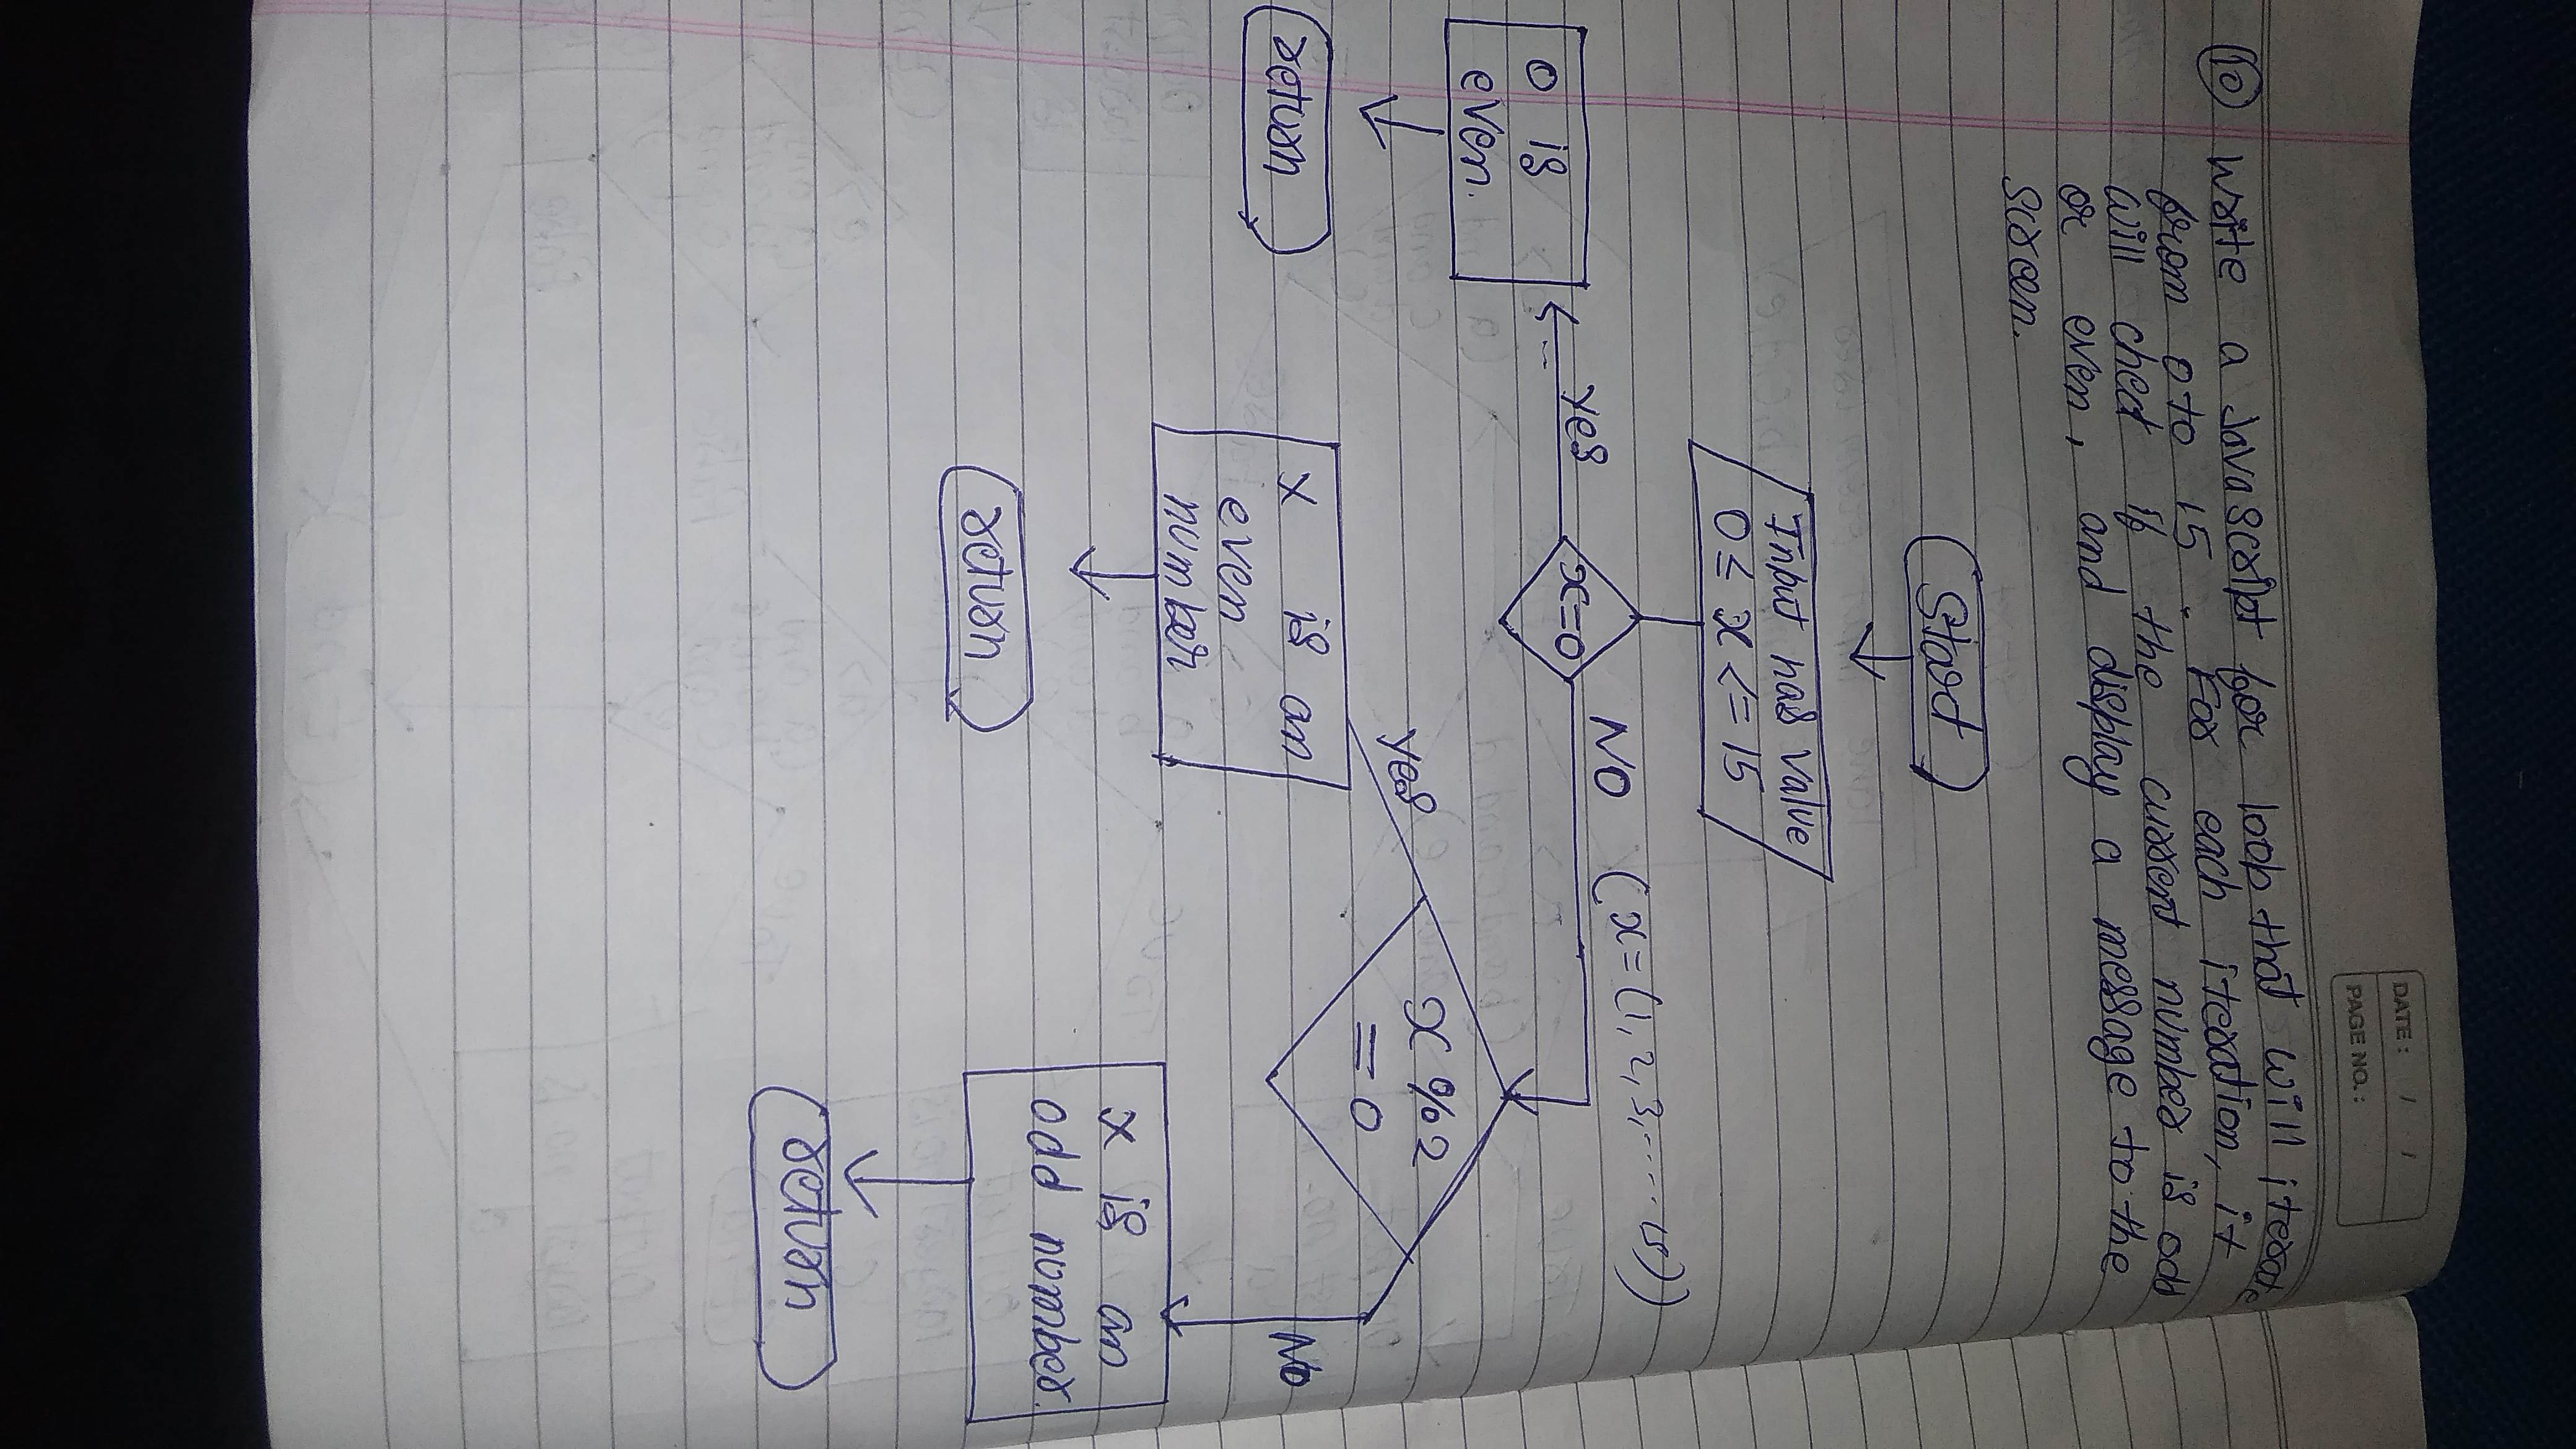 DATE: / /
PAGE NO.:
10 Write a JavaScript for loop that will iterate
from 0 to 15. For each iteration, it
will check if the current number is odd
or even, and display a message to the
screen.
Start
Input has Value
0 ≤ x <= 15
x==0
Yes
NO (x=(1,2,3,......15))
0 is
even.
return
x%2
==0
Yes
No
x is an
even
number
return
x is an
odd number.
return